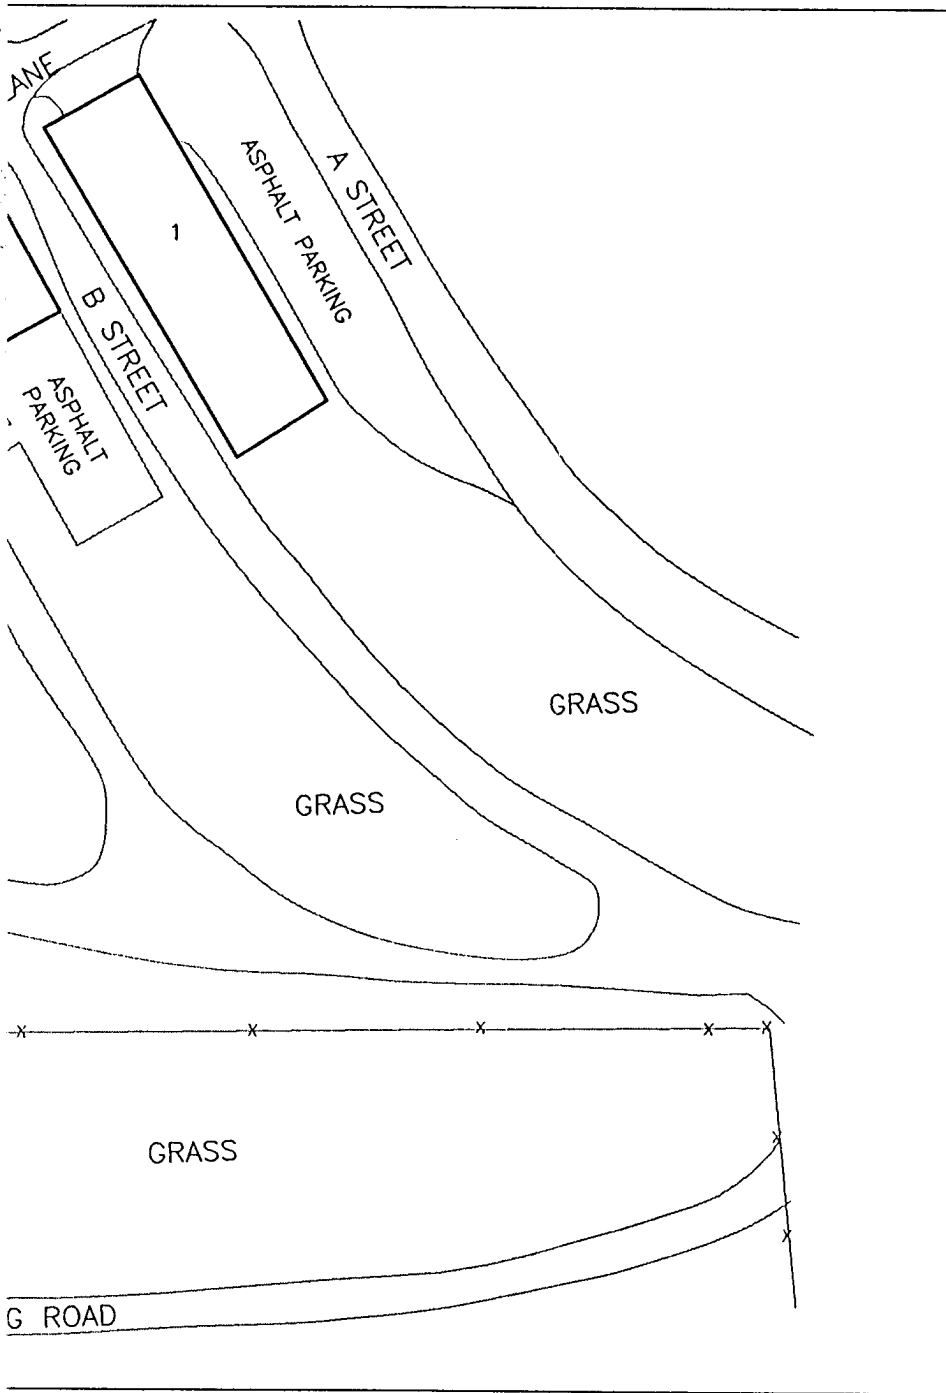 ANE
ASPHALT PARKING
A STREET
1
B STREET
ASPHALT
PARKING
GRASS
GRASS
X X X X X
X
GRASS
X
G ROAD